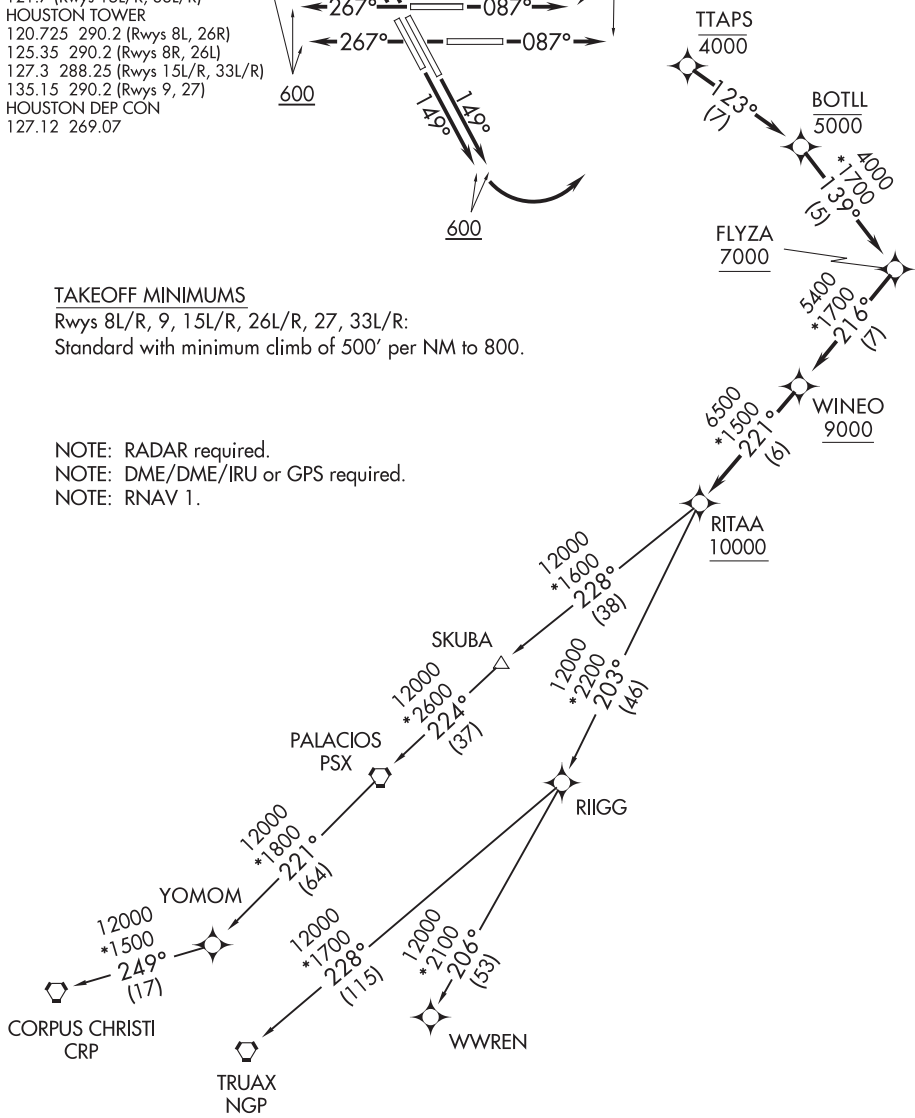 HOUSTON TOWER
120.725 290.2 (Rwys 8L, 26R)
125.35 290.2 (Rwys 8R, 26L)
127.3 288.25 (Rwys 15L/R, 33L/R)
135.15 290.2 (Rwys 9, 27)
HOUSTON DEP CON
127.12 269.07
267°
087°
267°
087°
600
149°
149°
600
TTAPS
4000
123°
(7)
BOTLL
5000
4000
*1700
139°
(5)
FLYZA
7000
5400
*1700
216°
(7)
WINEO
9000
6500
*1500
221°
(6)
RITAA
10000
TAKEOFF MINIMUMS
Rwys 8L/R, 9, 15L/R, 26L/R, 27, 33L/R:
Standard with minimum climb of 500' per NM to 800.
NOTE: RADAR required.
NOTE: DME/DME/IRU or GPS required.
NOTE: RNAV 1.
12000
*1600
228°
(38)
SKUBA
12000
*2200
203°
(46)
12000
*2600
224°
(37)
PALACIOS
PSX
RIIGG
12000
*1800
221°
(64)
YOMOM
12000
*1500
249°
(17)
CORPUS CHRISTI
CRP
12000
*1700
228°
(115)
TRUAX
NGP
12000
*2100
206°
(53)
WWREN